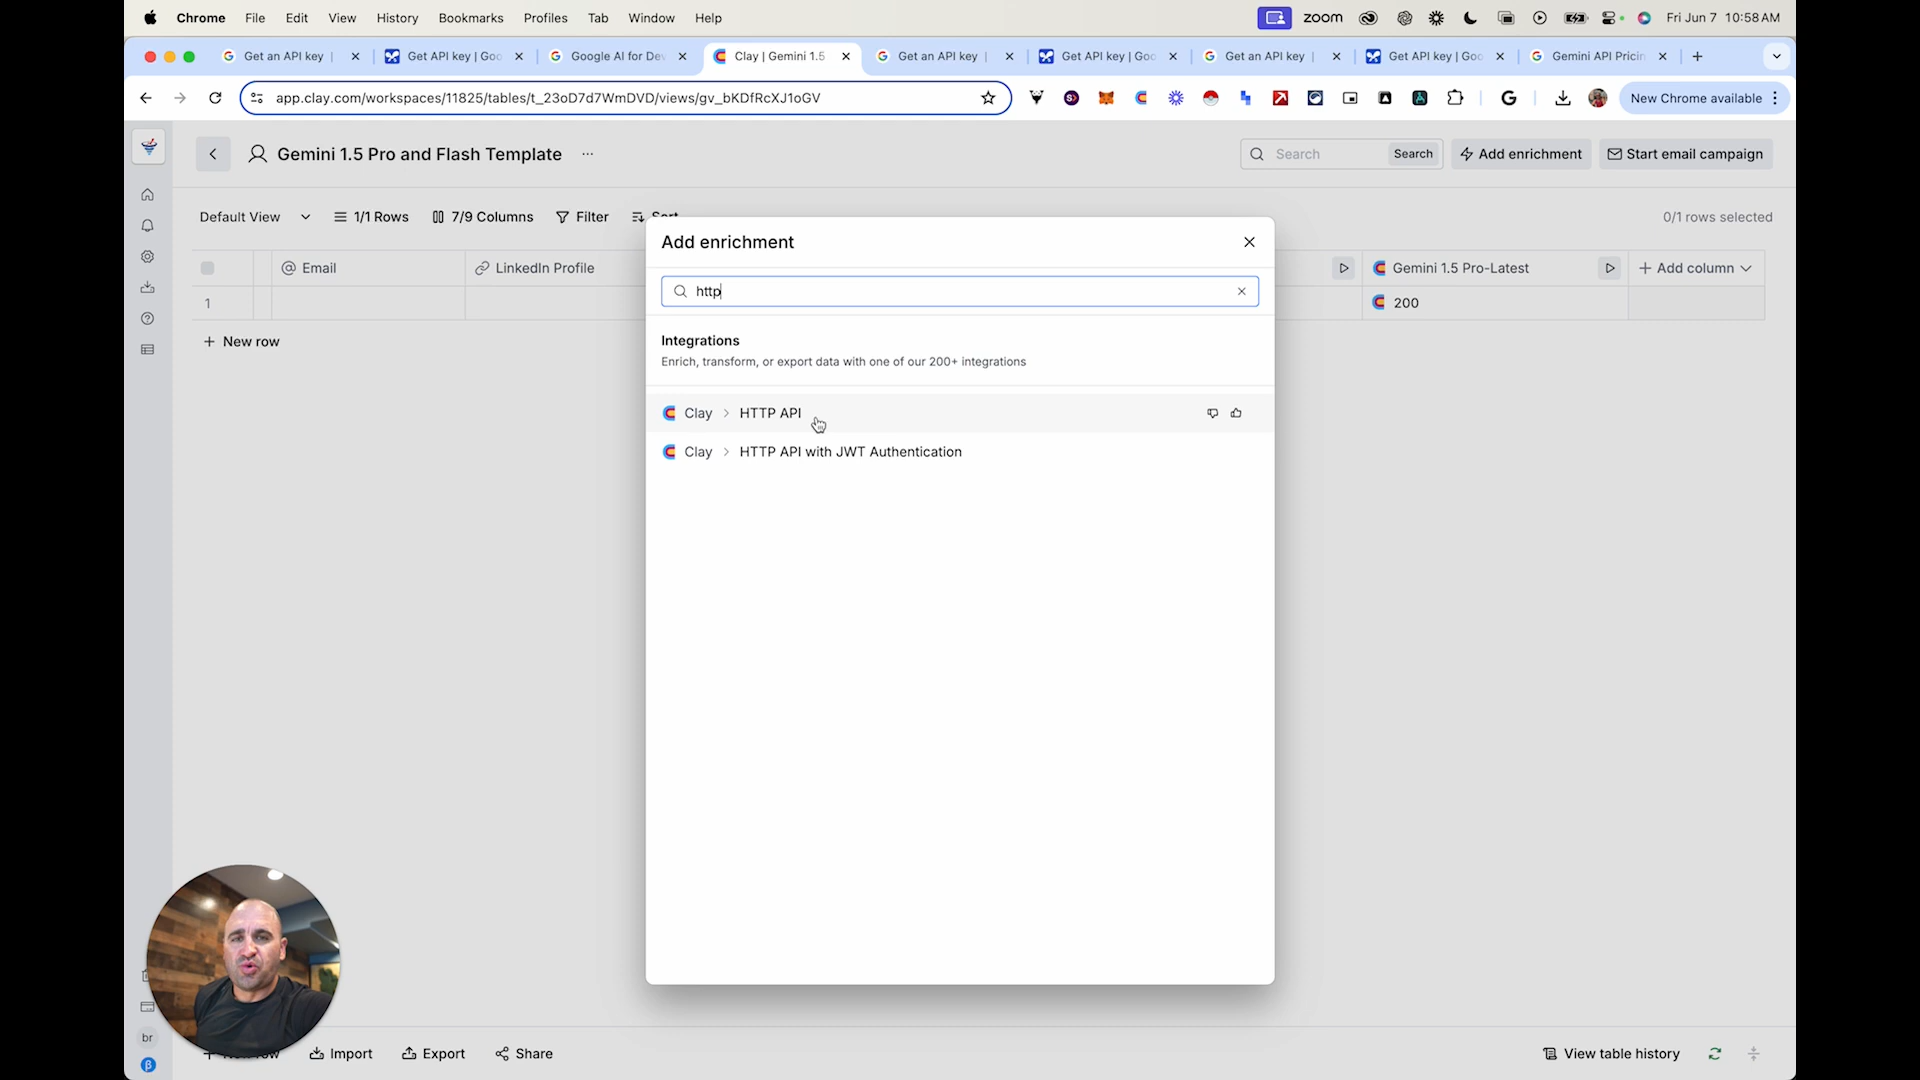 Chrome File Edit View History Bookmarks Profiles Tab Window Help zoom Fri Jun 7 10:58 AM
Get an API key Get API key | Goo Google AI for Dev Clay | Gemini 1.5 Get an API key | Get API key | Goo Get an API key | Get API key | Goo Gemini API Pricin
app.clay.com/workspaces/11825/tables/t_23oD7d7WmDVD/views/gv_bKDfRcXJ1oGV New Chrome available
Gemini 1.5 Pro and Flash Template ... Search Search Add enrichment Start email campaign
Default View 1/1 Rows 7/9 Columns Filter Sort 0/1 rows selected
Add enrichment
Email LinkedIn Profile Gemini 1.5 Pro-Latest + Add column
http
1 200
+ New row
Integrations
Enrich, transform, or export data with one of our 200+ integrations
Clay > HTTP API
Clay > HTTP API with JWT Authentication
br
+ New row Import Export Share View table history
β